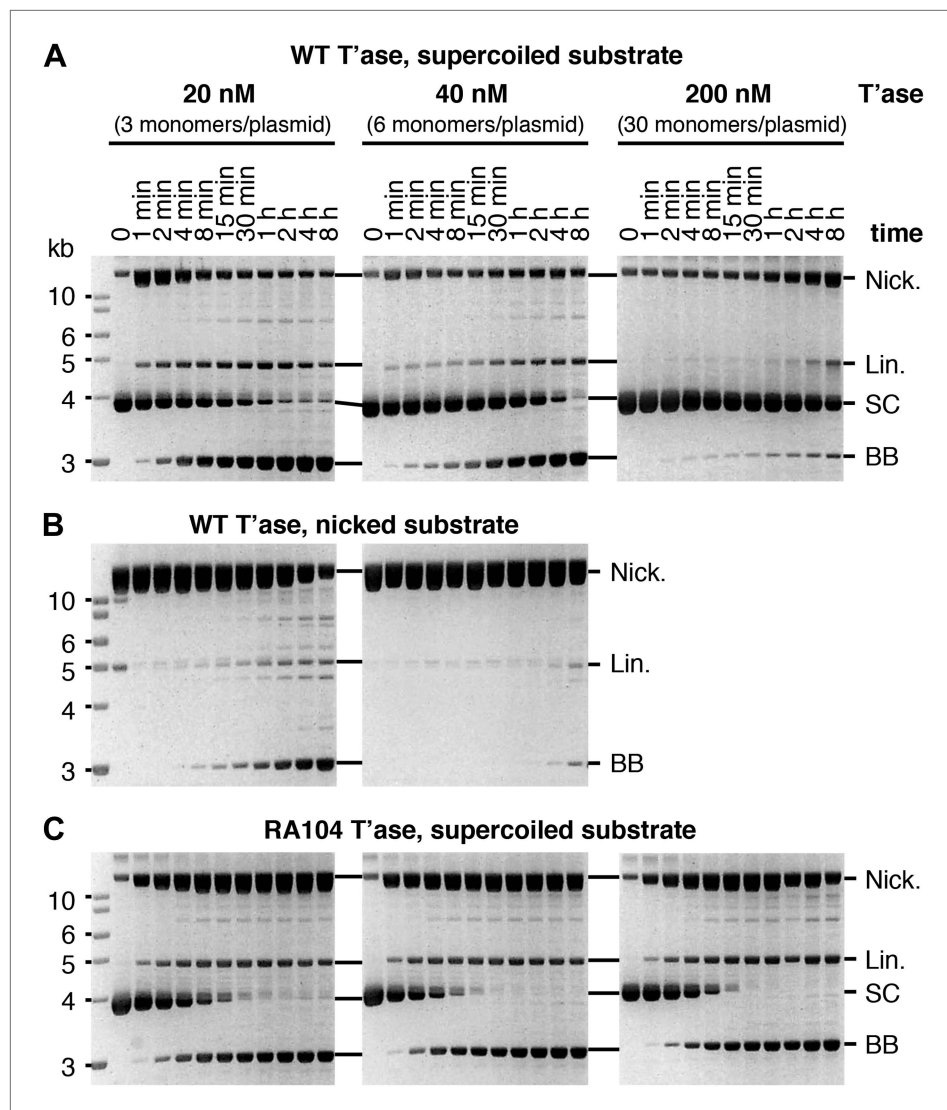 A
WT T’ase, supercoiled substrate
20 nM 40 nM 200 nM T’ase
(3 monomers/plasmid) (6 monomers/plasmid) (30 monomers/plasmid)
0 1 min 2 min 4 min 8 min 15 min 30 min 1 h 2 h 4 h 8 h 0 1 min 2 min 4 min 8 min 15 min 30 min 1 h 2 h 4 h 8 h 0 1 min 2 min 4 min 8 min 15 min 30 min 1 h 2 h 4 h 8 h time
kb
Nick.
10
6
5 Lin.
4 SC
3 BB
B
WT T’ase, nicked substrate
Nick.
10
6
5 Lin.
4
3 BB
C
RA104 T’ase, supercoiled substrate
Nick.
10
6
5 Lin.
4 SC
3 BB